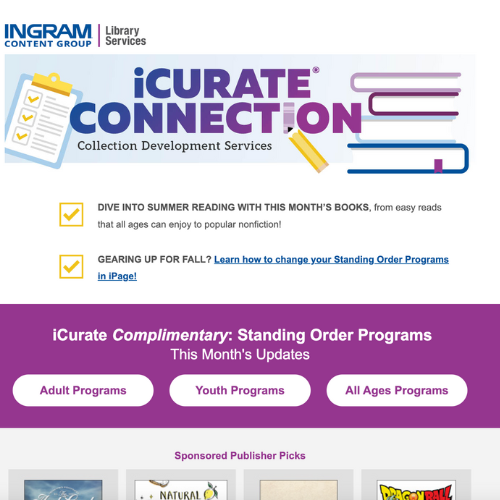 INGRAM
CONTENT GROUP
Library
Services
iCURATE®
CONNECTION
Collection Development Services
DIVE INTO SUMMER READING WITH THIS MONTH'S BOOKS, from easy reads
that all ages can enjoy to popular nonfiction!
GEARING UP FOR FALL? Learn how to change your Standing Order Programs
in iPage!
iCurate Complimentary: Standing Order Programs
This Month's Updates
Adult Programs
Youth Programs
All Ages Programs
Sponsored Publisher Picks
NATURAL
DRAGON BALL